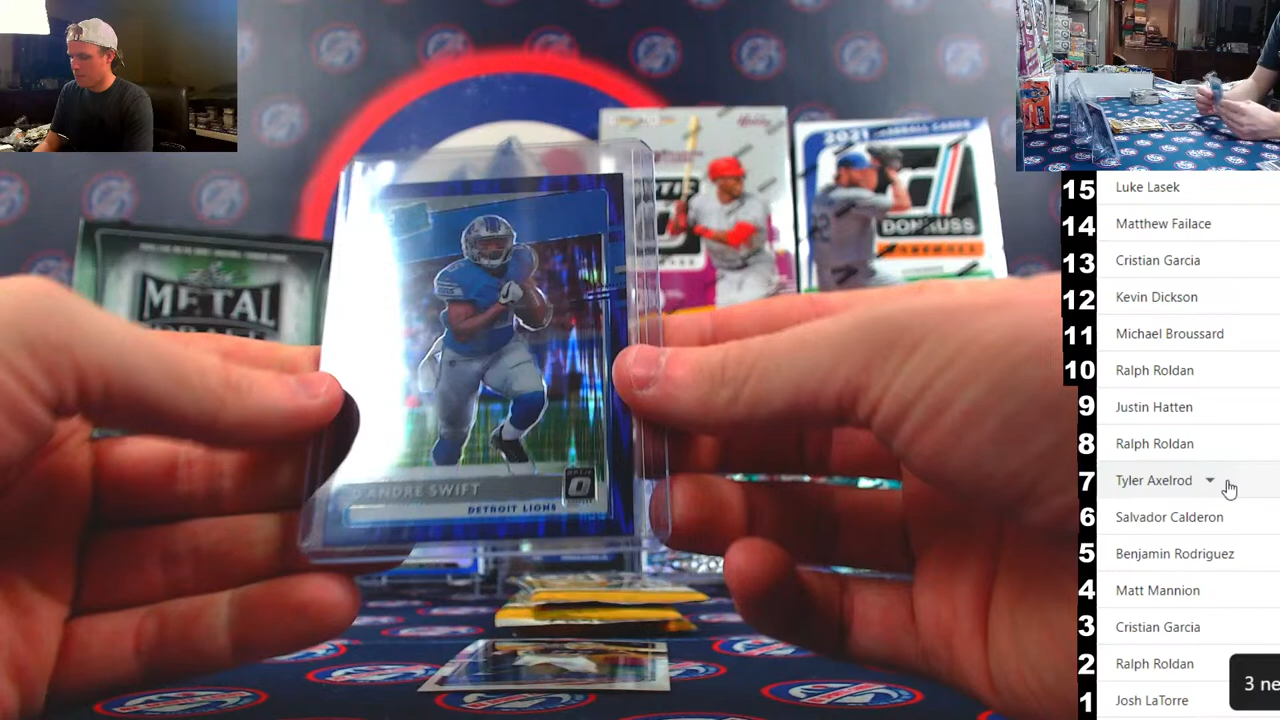 METAL
2021
DONRUSS
BASEBALL
D'ANDRE SWIFT
DETROIT LIONS
OPTIC
15 Luke Lasek
14 Matthew Failace
13 Cristian Garcia
12 Kevin Dickson
11 Michael Broussard
10 Ralph Roldan
9 Justin Hatten
8 Ralph Roldan
7 Tyler Axelrod
6 Salvador Calderon
5 Benjamin Rodriguez
4 Matt Mannion
3 Cristian Garcia
2 Ralph Roldan
1 Josh LaTorre
3 ne